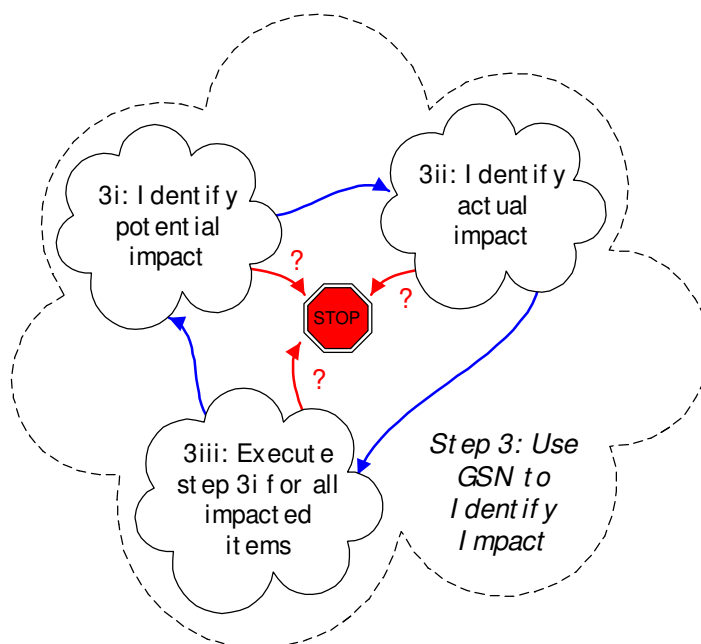 3i: Identify
potential
impact
3ii: Identify
actual
impact
?
?
STOP
?
3iii: Execute
step 3i for all
impacted
items
Step 3: Use
GSN to
Identify
Impact